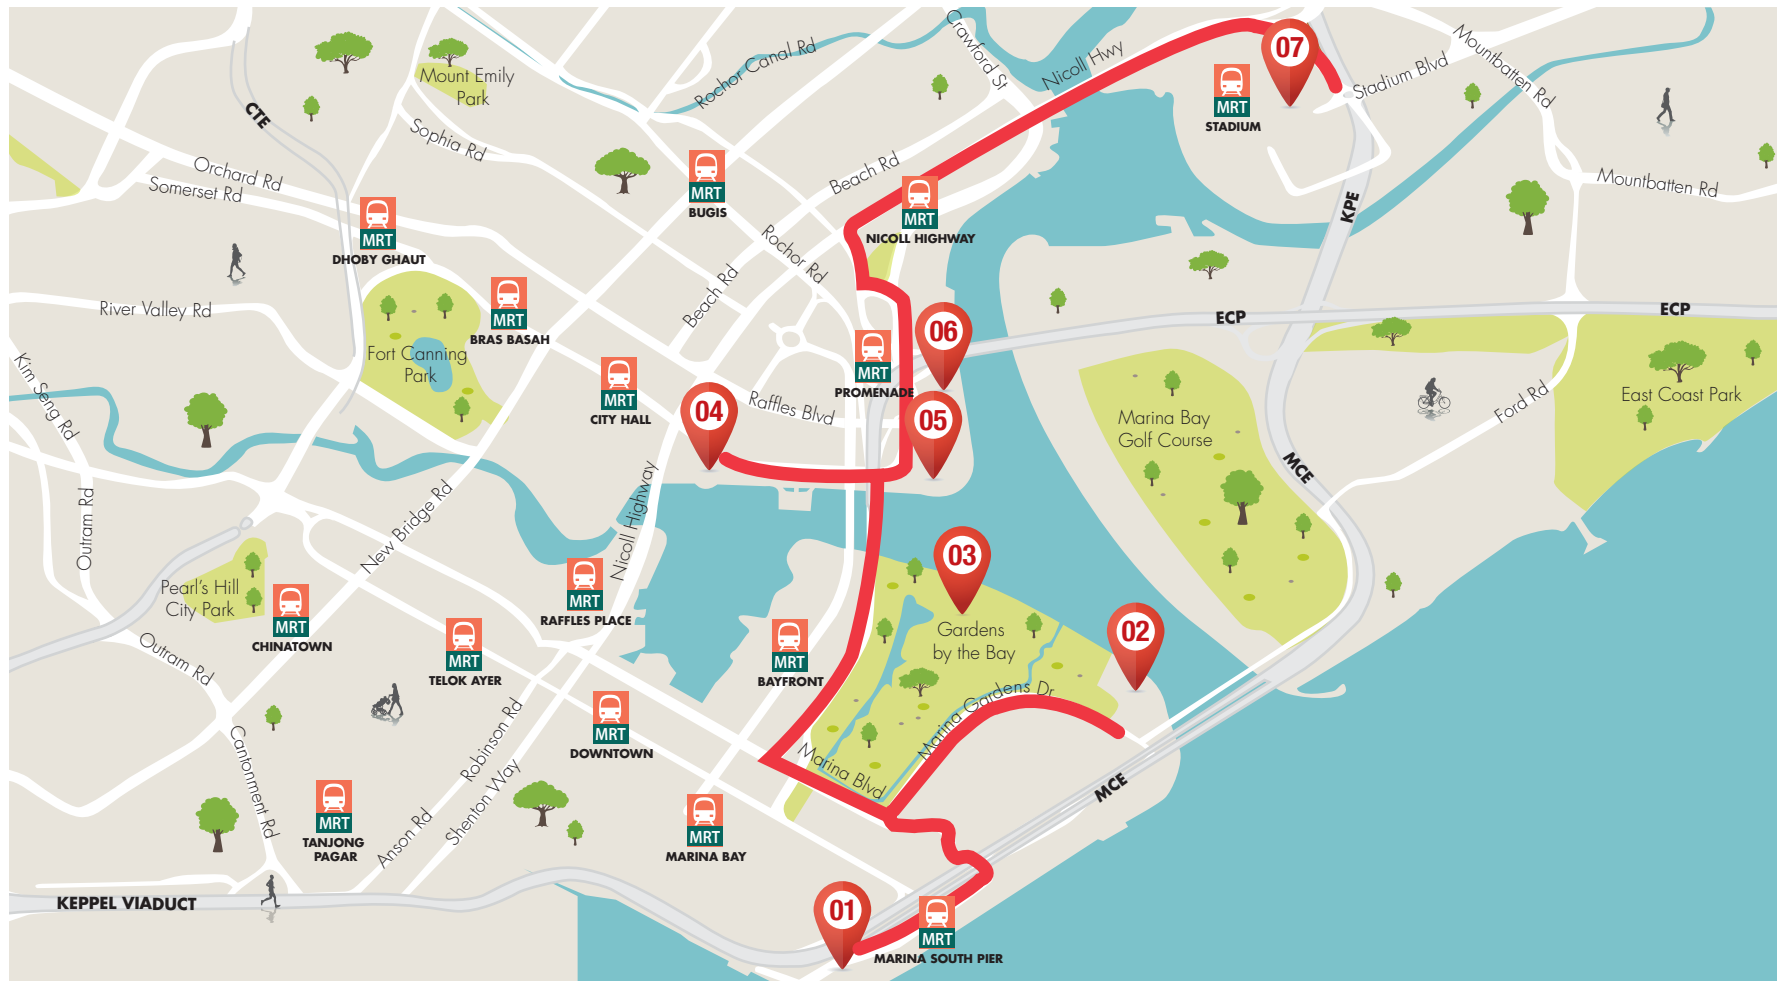 Crawford St
Rochor Canal Rd
Nicoll Hwy
07
Mountbatten Rd
Stadium Blvd
Mount Emily
Park
MRT
STADIUM
CTE
Sophia Rd
Orchard Rd
Somerset Rd
MRT
BUGIS
Beach Rd
Mountbatten Rd
MRT
NICOLL HIGHWAY
KPE
MRT
DHOBY GHAUT
Rochor Rd
River Valley Rd
MRT
BRAS BASAH
Beach Rd
ECP
ECP
06
Fort Canning
Park
MRT
PROMENADE
Kim Seng Rd
MRT
CITY HALL
04
Raffles Blvd
05
Marina Bay
Golf Course
Ford Rd
East Coast Park
MCE
Outram Rd
New Bridge Rd
Nicoll Highway
03
Pearl's Hill
City Park
MRT
CHINATOWN
MRT
RAFFLES PLACE
Gardens
by the Bay
02
Outram Rd
MRT
TELOK AYER
MRT
BAYFRONT
Marina Gardens Dr
MRT
DOWNTOWN
Robinson Rd
Cantonment Rd
Marina Blvd
MCE
Shenton Way
Anson Rd
MRT
TANJONG
PAGAR
MRT
MARINA BAY
KEPPEL VIADUCT
01
MRT
MARINA SOUTH PIER